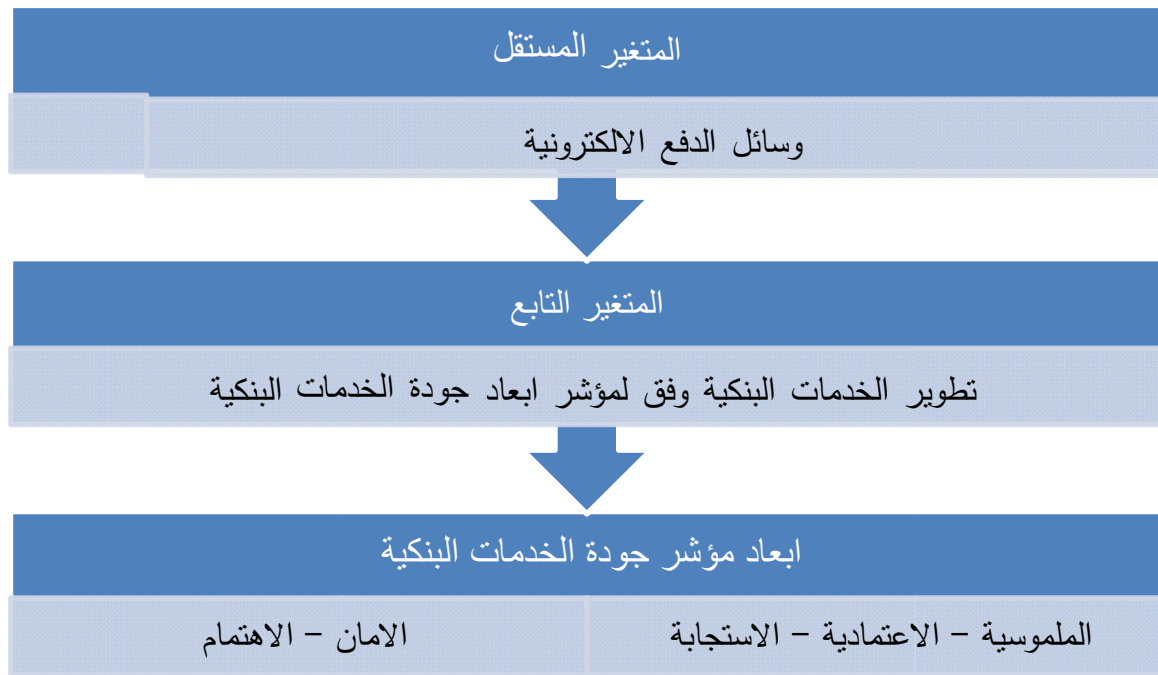 المتغير المستقل
وسائل الدفع الالكترونية
المتغير التابع
تطوير الخدمات البنكية وفق لمؤشر ابعاد جودة الخدمات البنكية
ابعاد مؤشر جودة الخدمات البنكية
الملموسية – الاعتمادية – الاستجابة
الامان – الاهتمام